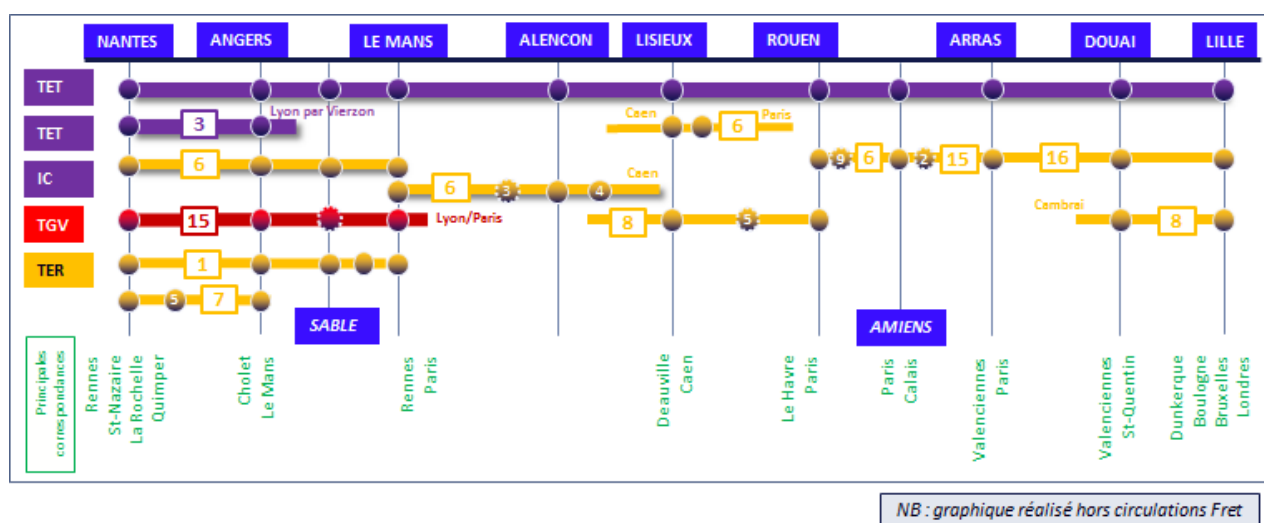 NANTES
ANGERS
LE MANS
ALENCON
LISIEUX
ROUEN
ARRAS
DOUAI
LILLE
TET
TET
3
Lyon par Vierzon
Caen
6
Paris
IC
6
9
6
2
15
16
6
3
4
Caen
TGV
15
Lyon/Paris
8
5
Cambrai
8
TER
1
5
7
SABLE
AMIENS
Principales
correspondances
Rennes
St-Nazaire
La Rochelle
Quimper
Cholet
Le Mans
Rennes
Paris
Deauville
Caen
Le Havre
Paris
Paris
Calais
Valenciennes
Paris
Valenciennes
St-Quentin
Dunkerque
Boulogne
Bruxelles
Londres
NB : graphique réalisé hors circulations Fret